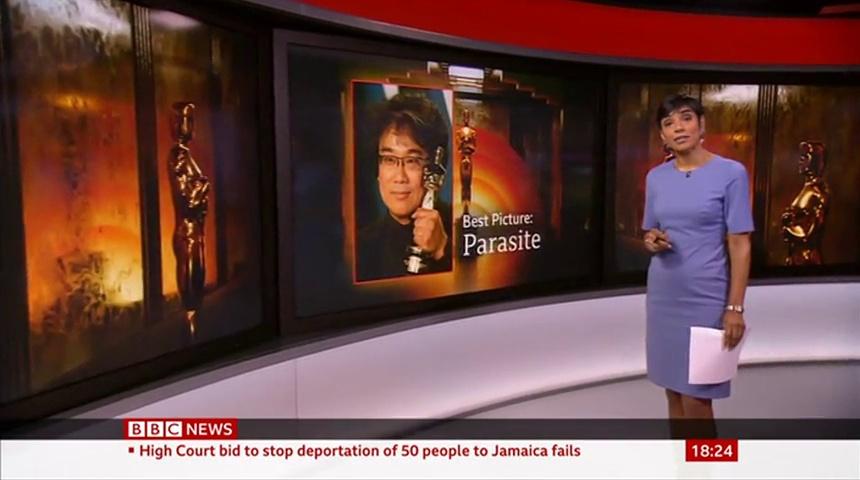 Best Picture:
Parasite
BBC NEWS
High Court bid to stop deportation of 50 people to Jamaica fails
18:24